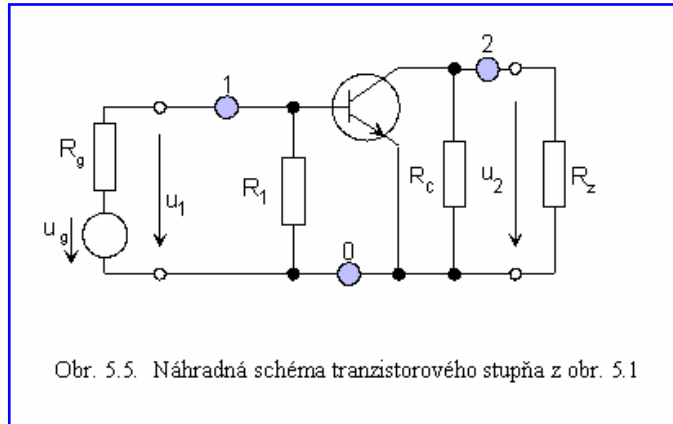 2
1
R_g
u_1
R_1
R_c
u_2
R_z
u_g
0
Obr. 5.5. Náhradná schéma tranzistorového stupňa z obr. 5.1